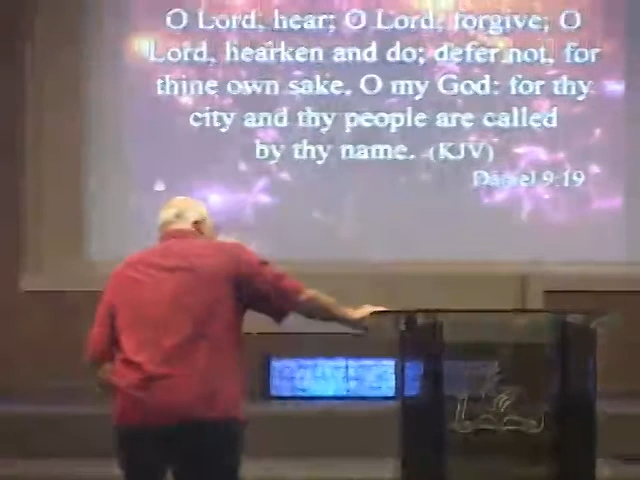 O Lord, hear; O Lord, forgive; O
Lord, hearken and do; defer not, for
thine own sake, O my God: for thy
city and thy people are called
by thy name. (KJV)
Daniel 9:19